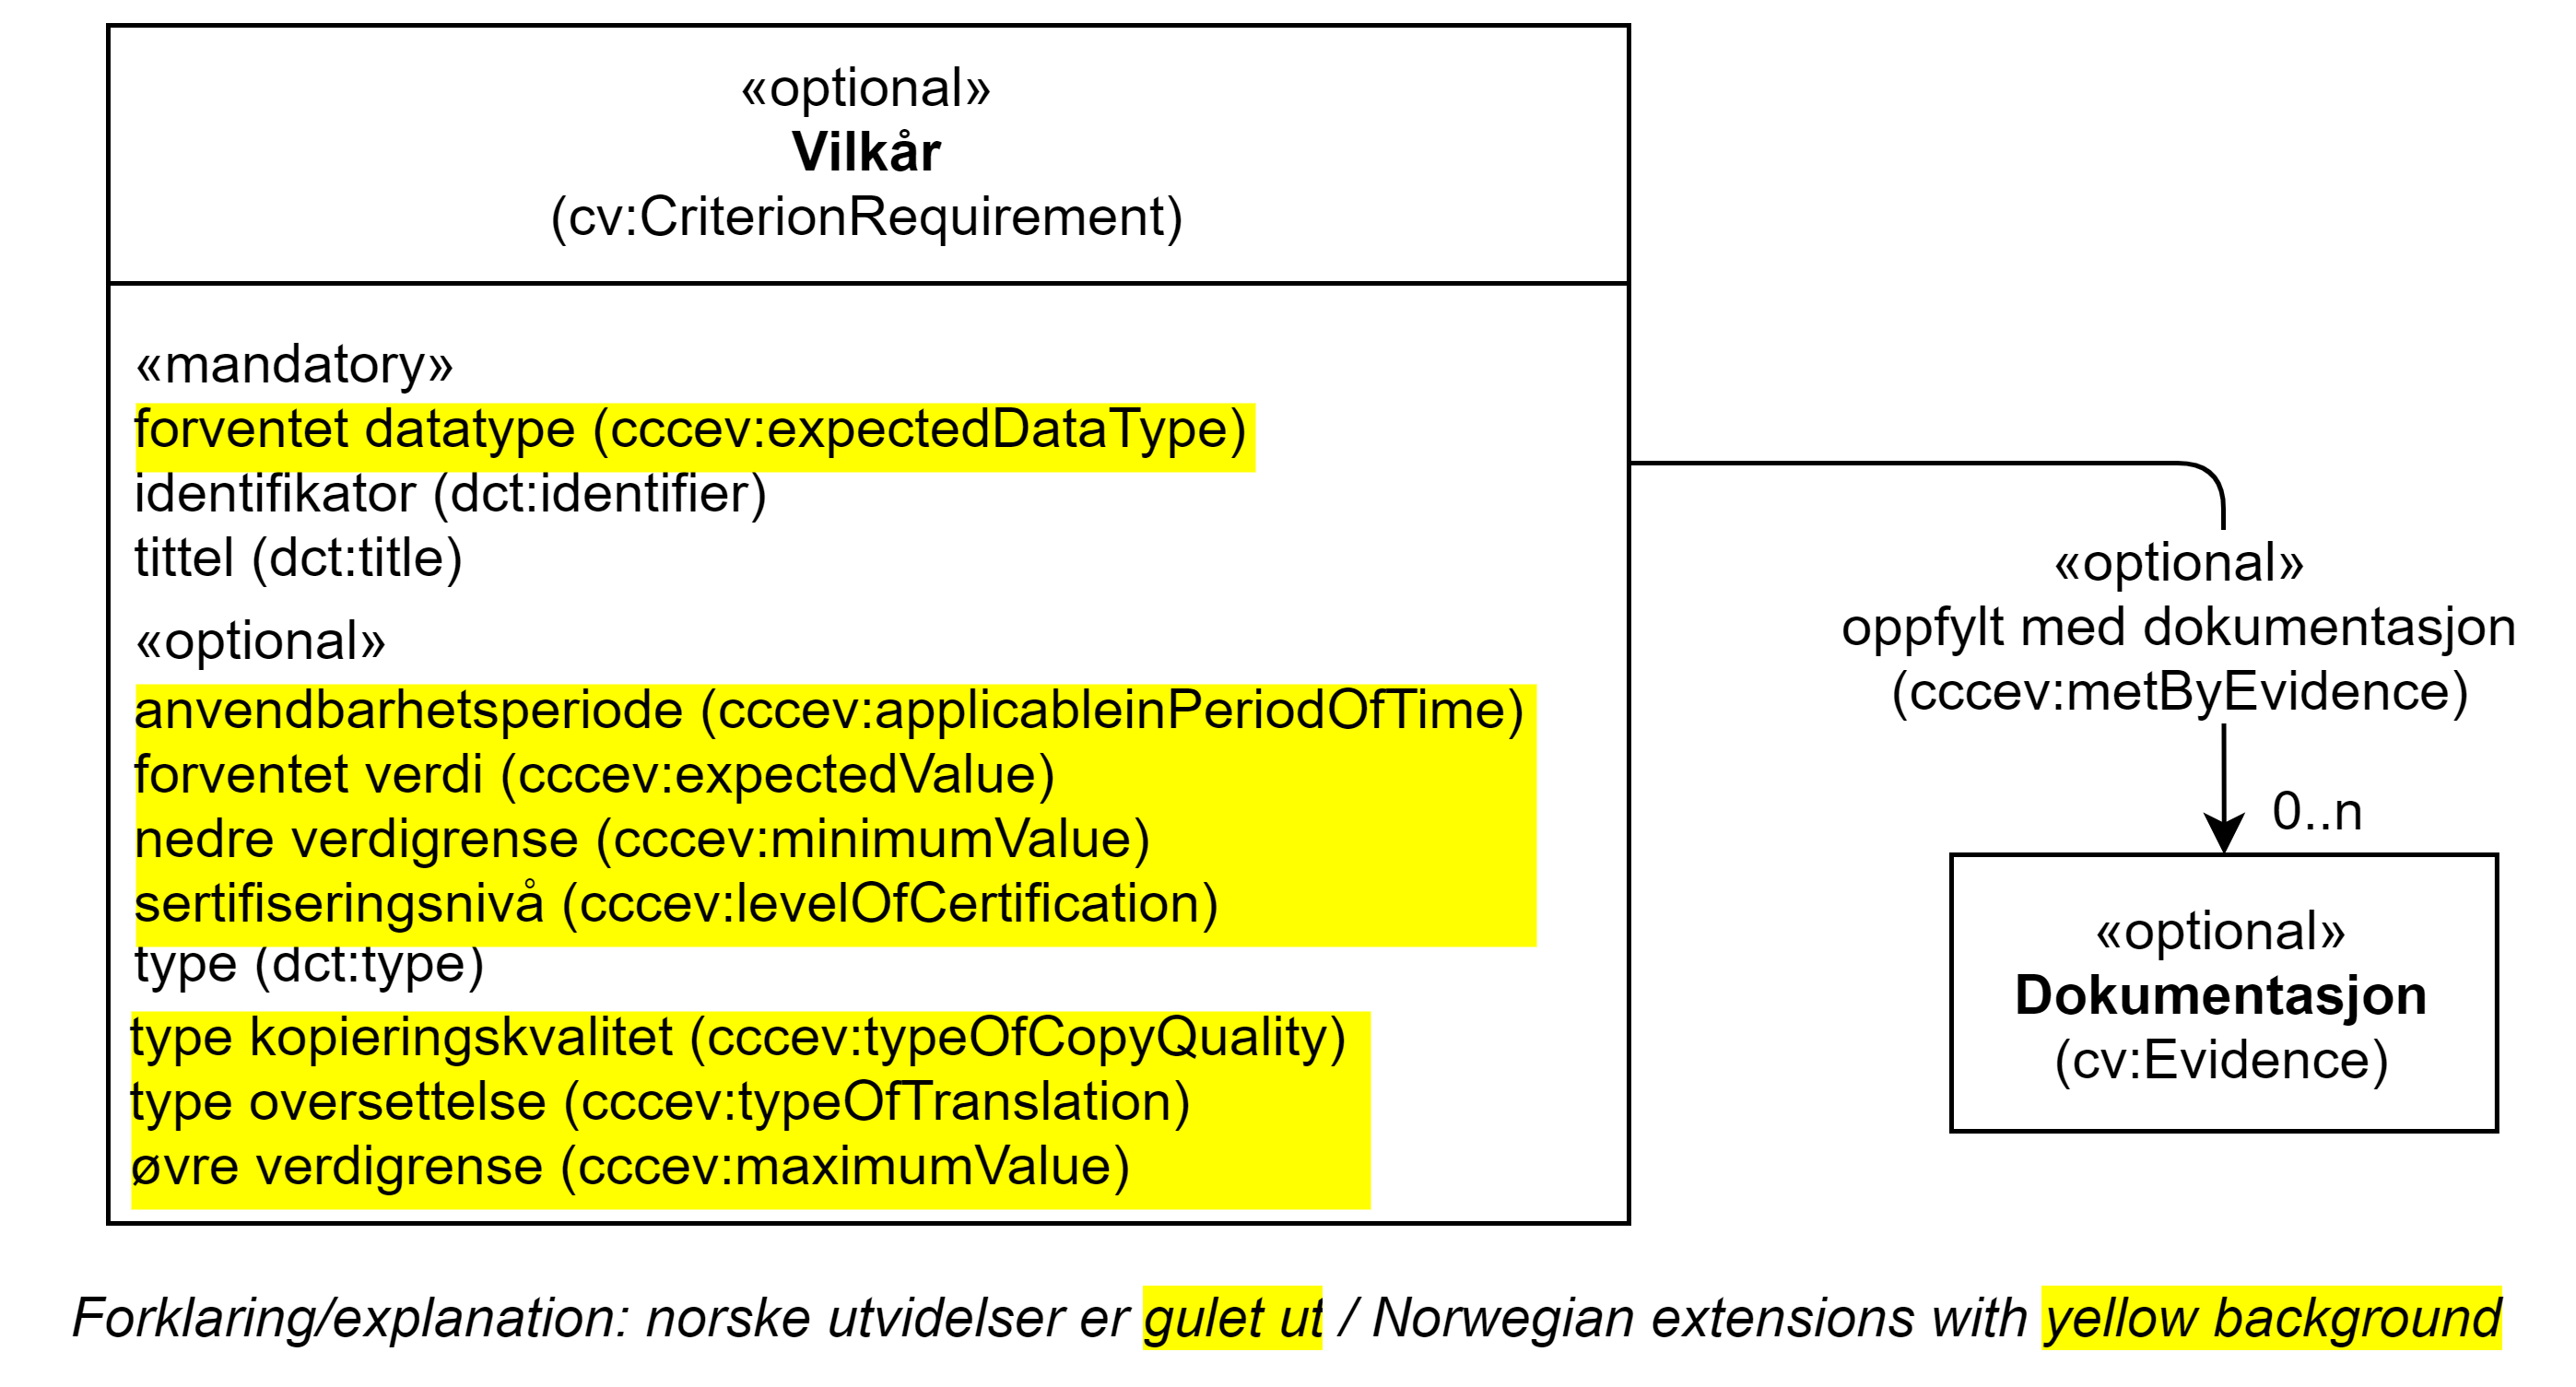 «optional»
Vilkår
(cv:CriterionRequirement)
«mandatory»
forventet datatype (cccev:expectedDataType)
identifikator (dct:identifier)
tittel (dct:title)
«optional»
anvendbarhetsperiode (cccev:applicableinPeriodOfTime)
forventet verdi (cccev:expectedValue)
nedre verdigrense (cccev:minimumValue)
sertifiseringsnivå (cccev:levelOfCertification)
type (dct:type)
type kopieringskvalitet (cccev:typeOfCopyQuality)
type oversettelse (cccev:typeOfTranslation)
øvre verdigrense (cccev:maximumValue)
«optional»
oppfylt med dokumentasjon
(cccev:metByEvidence)
0..n
«optional»
Dokumentasjon
(cv:Evidence)
Forklaring/explanation: norske utvidelser er gulet ut / Norwegian extensions with yellow background